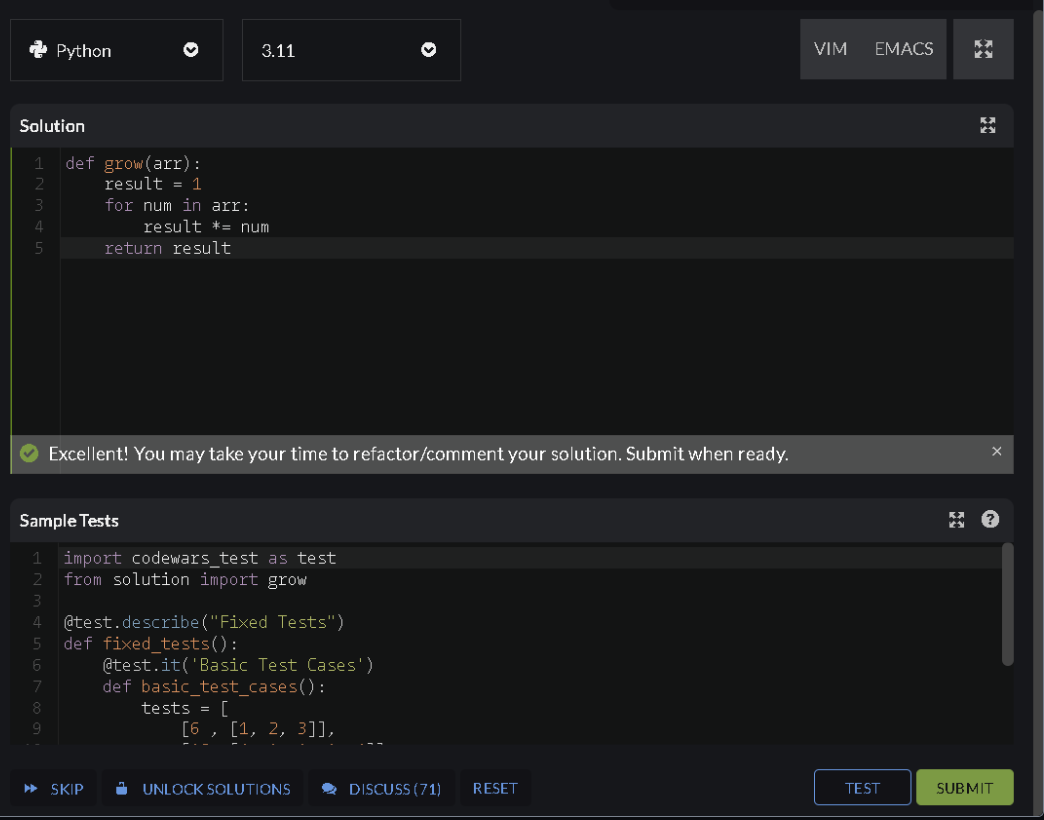 Python 3.11 VIM EMACS
Solution
1 def grow(arr):
2     result = 1
3     for num in arr:
4         result *= num
5     return result
Excellent! You may take your time to refactor/comment your solution. Submit when ready. ×
Sample Tests
1 import codewars_test as test
2 from solution import grow
3
4 @test.describe("Fixed Tests")
5 def fixed_tests():
6     @test.it('Basic Test Cases')
7     def basic_test_cases():
8         tests = [
9             [6 , [1, 2, 3]],
SKIP UNLOCK SOLUTIONS DISCUSS (71) RESET TEST SUBMIT